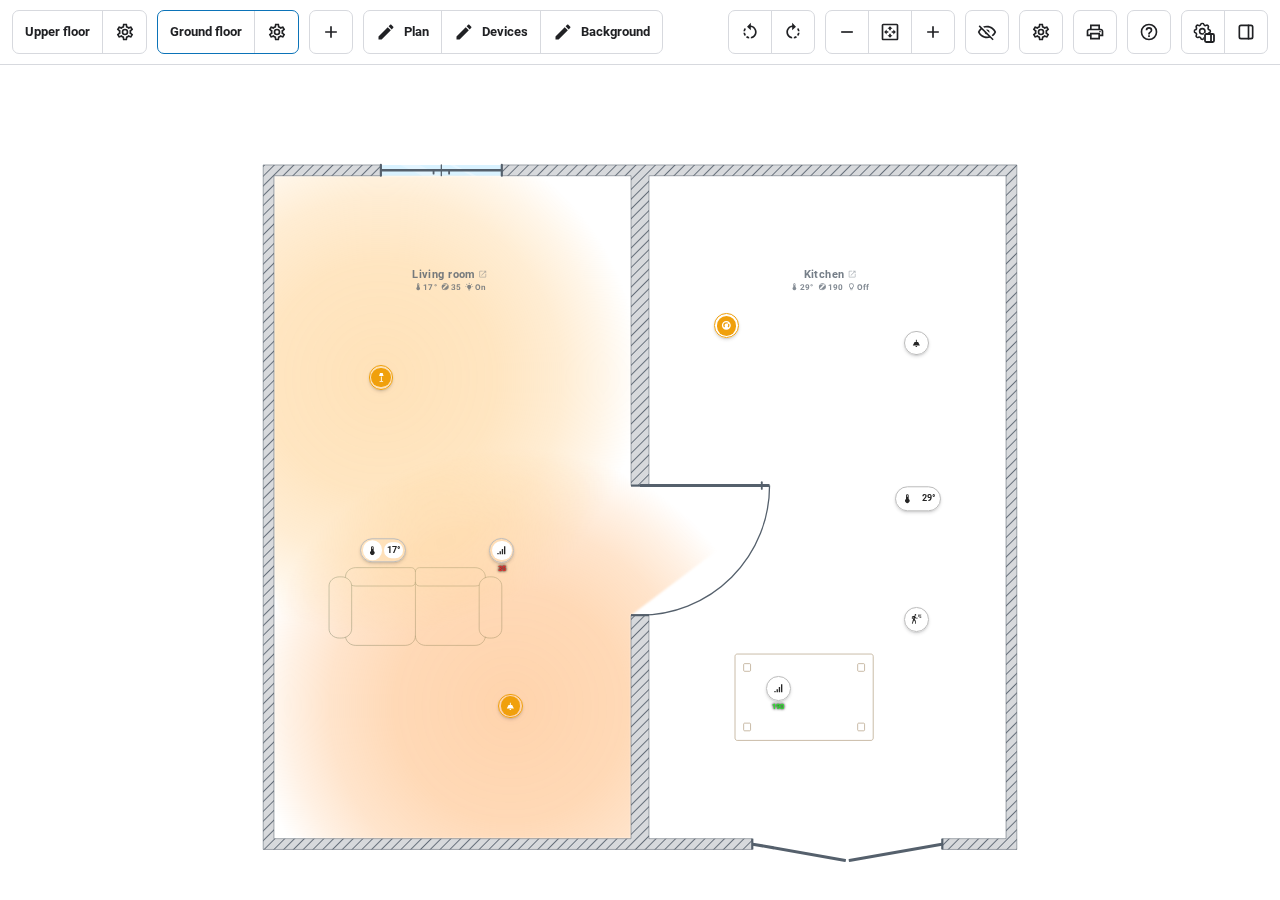 Upper floor
Ground floor
Plan
Devices
Background
Living room
17° 35 On
Kitchen
29° 190 Off
29°
17°